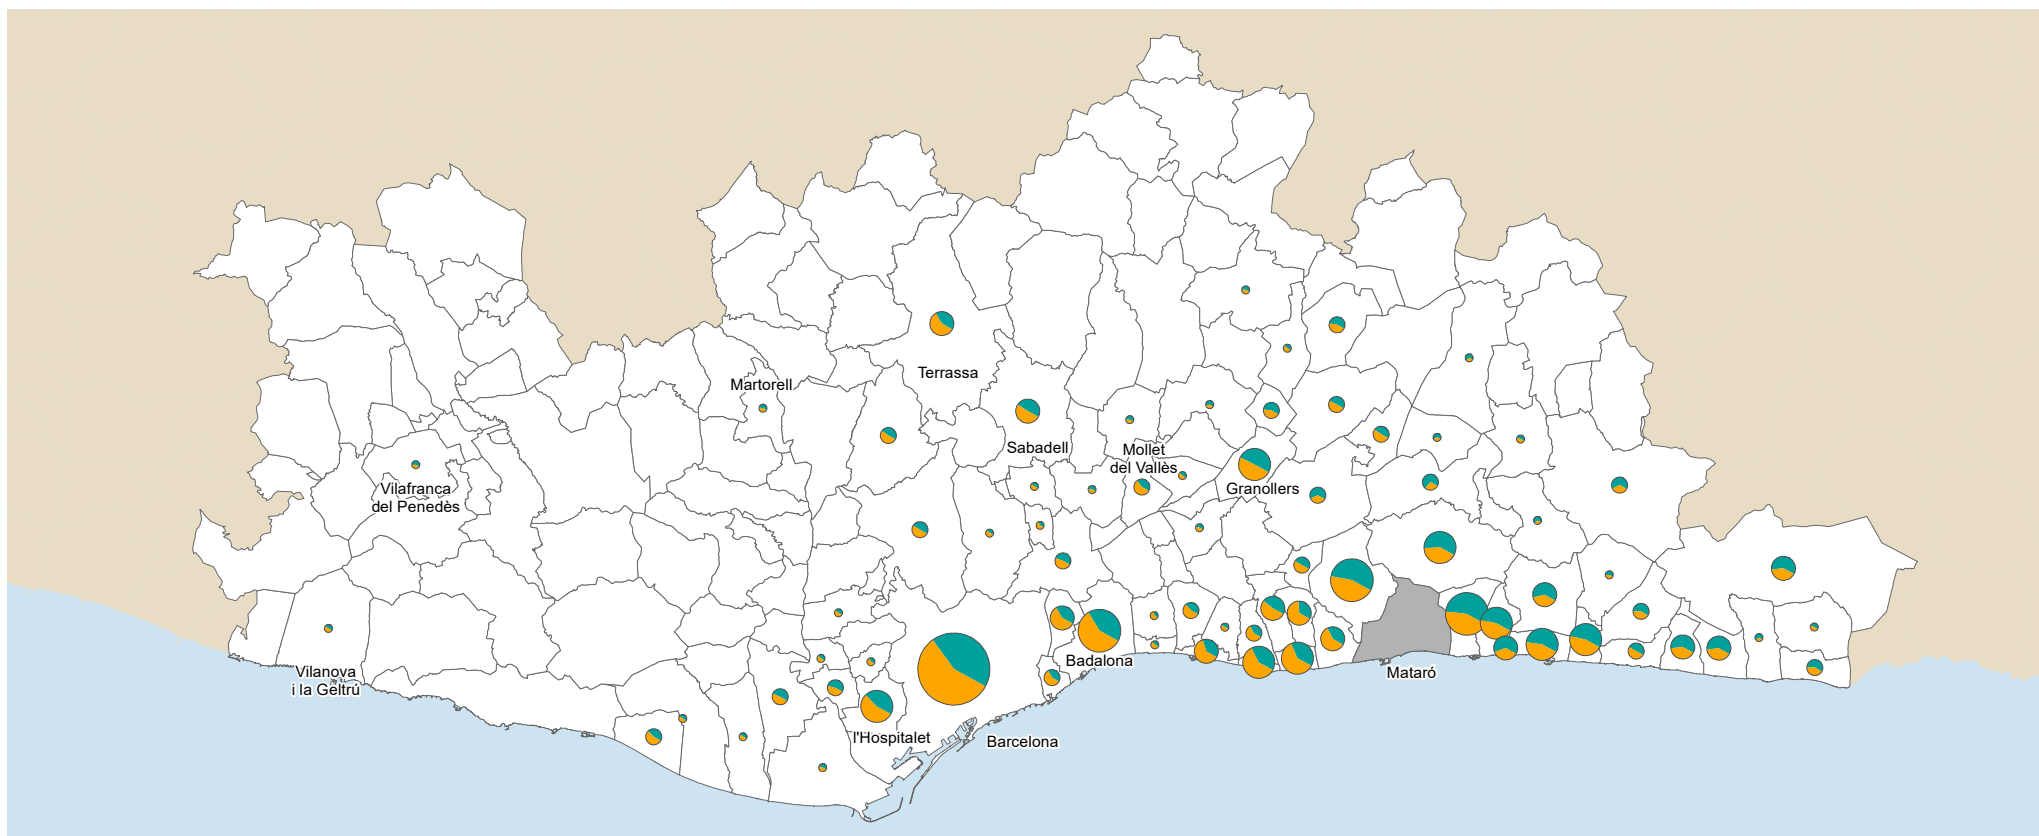 Terrassa
Martorell
Sabadell
Mollet
del Vallès
Granollers
Vilafranca
del Penedès
Badalona
Vilanova
i la Geltrú
Mataró
l'Hospitalet
Barcelona